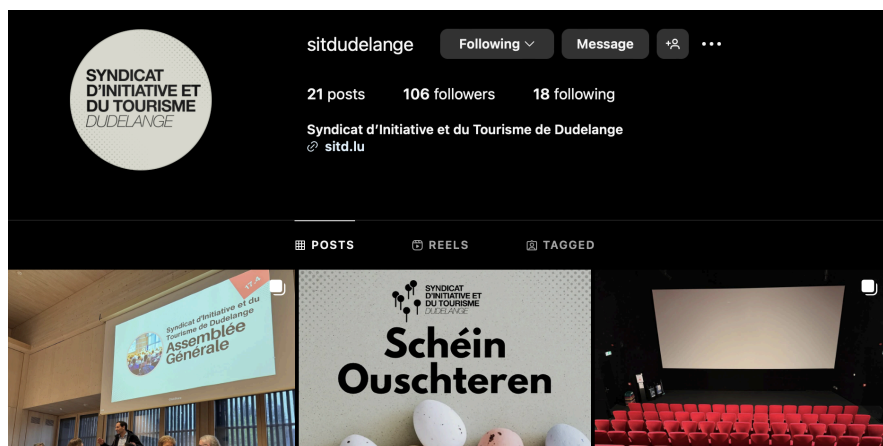 SYNDICAT
D'INITIATIVE ET
DU TOURISME
DUDELANGE
sitdudelange
Following
Message
21 posts 106 followers 18 following
Syndicat d'Initiative et du Tourisme de Dudelange
sitd.lu
POSTS
REELS
TAGGED
17.4
Syndicat d'Initiative et du
Tourisme de Dudelange
Assemblée
Générale
SYNDICAT
D'INITIATIVE ET
DU TOURISME
DUDELANGE
Schéin
Ouschteren